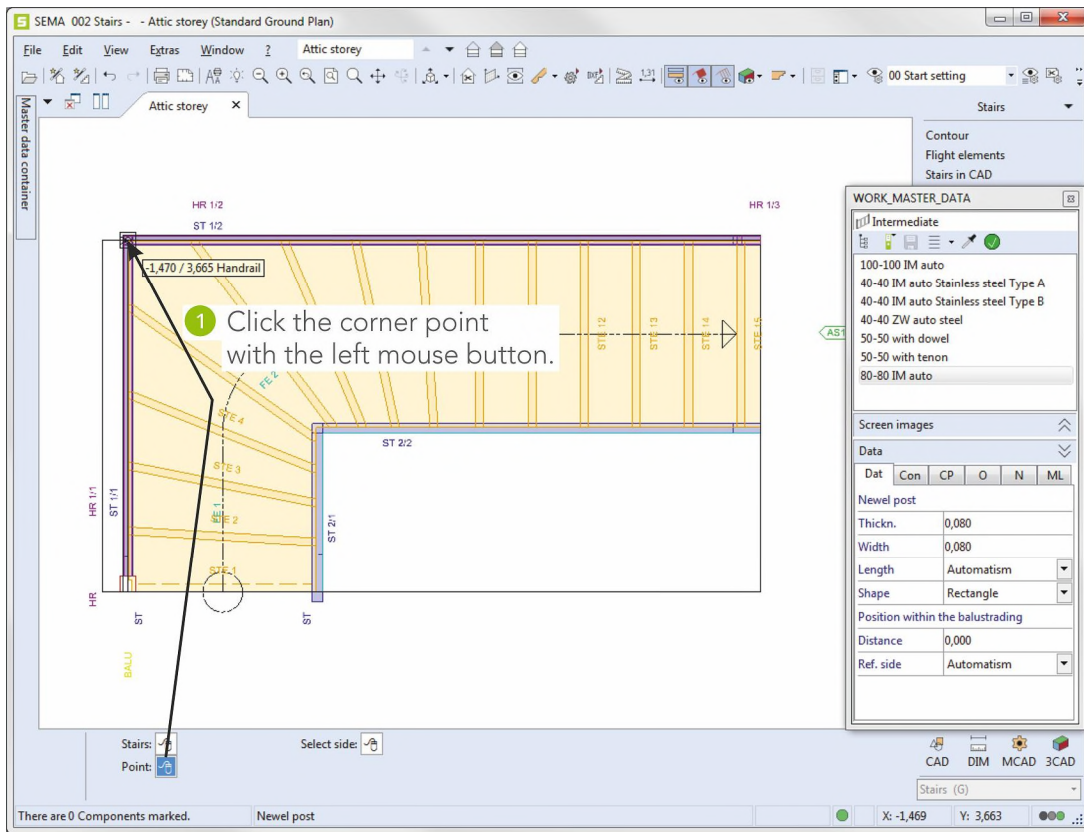 SEMA 002 Stairs - - Attic storey (Standard Ground Plan)
File Edit View Extras Window ? Attic storey
1,31 00 Start setting
Master data container
Attic storey X
Stairs
Contour
Flight elements
Stairs in CAD
WORK_MASTER_DATA
Intermediate
100-100 IM auto
40-40 IM auto Stainless steel Type A
40-40 IM auto Stainless steel Type B
40-40 ZW auto steel
50-50 with dowel
50-50 with tenon
80-80 IM auto
Screen images
Data
Dat Con CP O N ML
Newel post
Thickn. 0,080
Width 0,080
Length Automatism
Shape Rectangle
Position within the balustrading
Distance 0,000
Ref. side Automatism
HR 1/2
ST 1/2
HR 1/3
-1,470 / 3,665 Handrail
1 Click the corner point
with the left mouse button.
STE 12
STE 13
STE 14
STE 15
AS1
FE 2
STE 4
STE 3
STE 2
FE 1
STE 1
ST 2/2
ST 2/1
HR 1/1
ST 1/1
HR
ST
ST
Stairs:
Point:
Select side:
CAD DIM MCAD 3CAD
Stairs (G)
There are 0 Components marked. Newel post X: -1,469 Y: 3,663